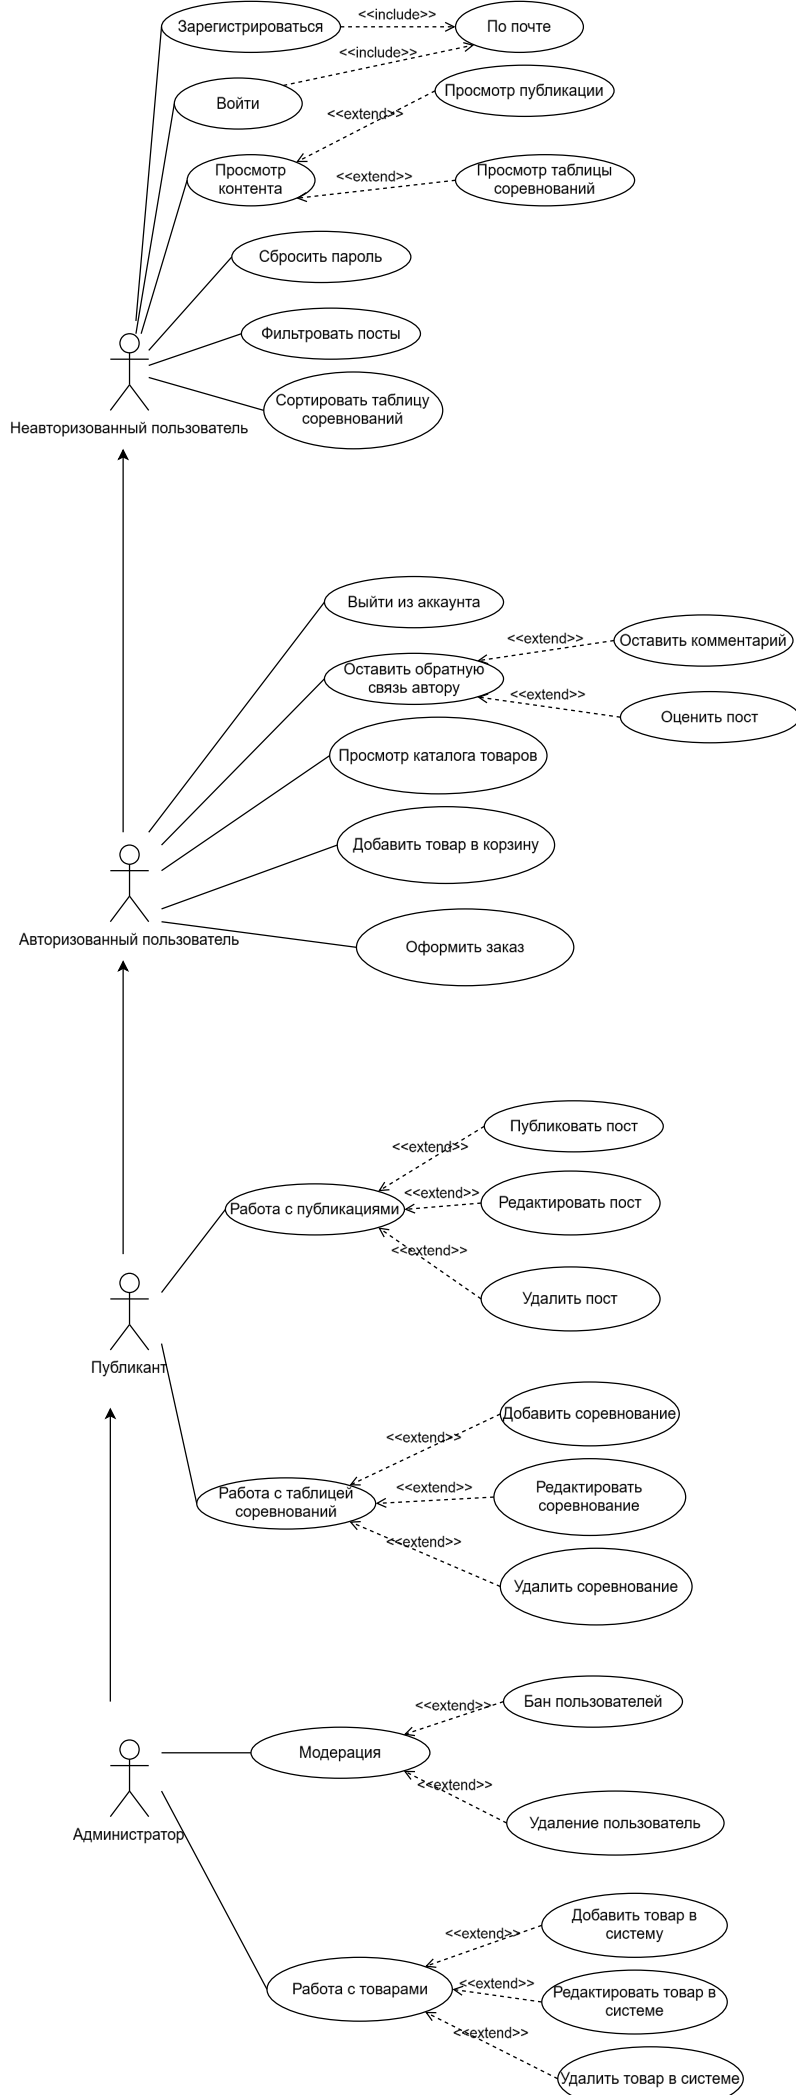 Зарегистрироваться
<<include>>
По почте
<<include>>
Войти
Просмотр публикации
<<extend>>
Просмотр
контента
<<extend>>
Просмотр таблицы
соревнований
Сбросить пароль
Фильтровать посты
Сортировать таблицу
соревнований
Неавторизованный пользователь
Выйти из аккаунта
<<extend>>
Оставить комментарий
Оставить обратную
связь автору
<<extend>>
Оценить пост
Просмотр каталога товаров
Добавить товар в корзину
Авторизованный пользователь
Оформить заказ
Публиковать пост
<<extend>>
<<extend>>
Редактировать пост
Работа с публикациями
<<extend>>
Удалить пост
Публикант
Добавить соревнование
<<extend>>
<<extend>>
Редактировать
соревнование
Работа с таблицей
соревнований
<<extend>>
Удалить соревнование
Бан пользователей
<<extend>>
Модерация
<<extend>>
Удаление пользователь
Администратор
Добавить товар в
систему
<<extend>>
Работа с товарами
<<extend>>
Редактировать товар в
системе
<<extend>>
Удалить товар в системе